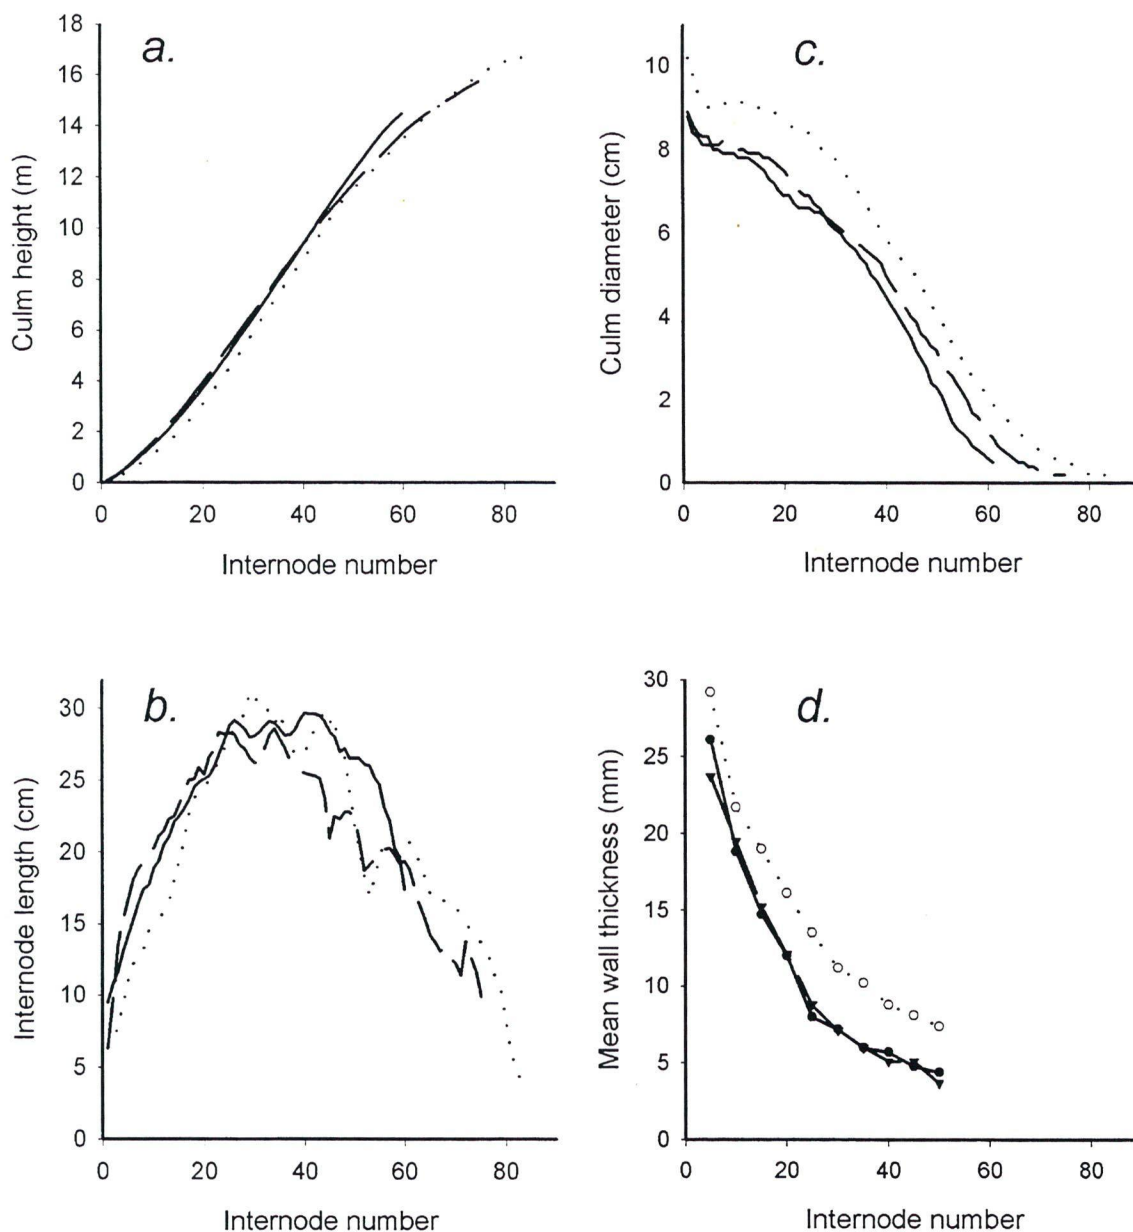 a.
Culm height (m)
18
16
14
12
10
8
6
4
2
0
0 20 40 60 80
Internode number
c.
Culm diameter (cm)
10
8
6
4
2
0
0 20 40 60 80
Internode number
b.
Internode length (cm)
30
25
20
15
10
5
0
0 20 40 60 80
Internode number
d.
Mean wall thickness (mm)
30
25
20
15
10
5
0
0 20 40 60 80
Internode number